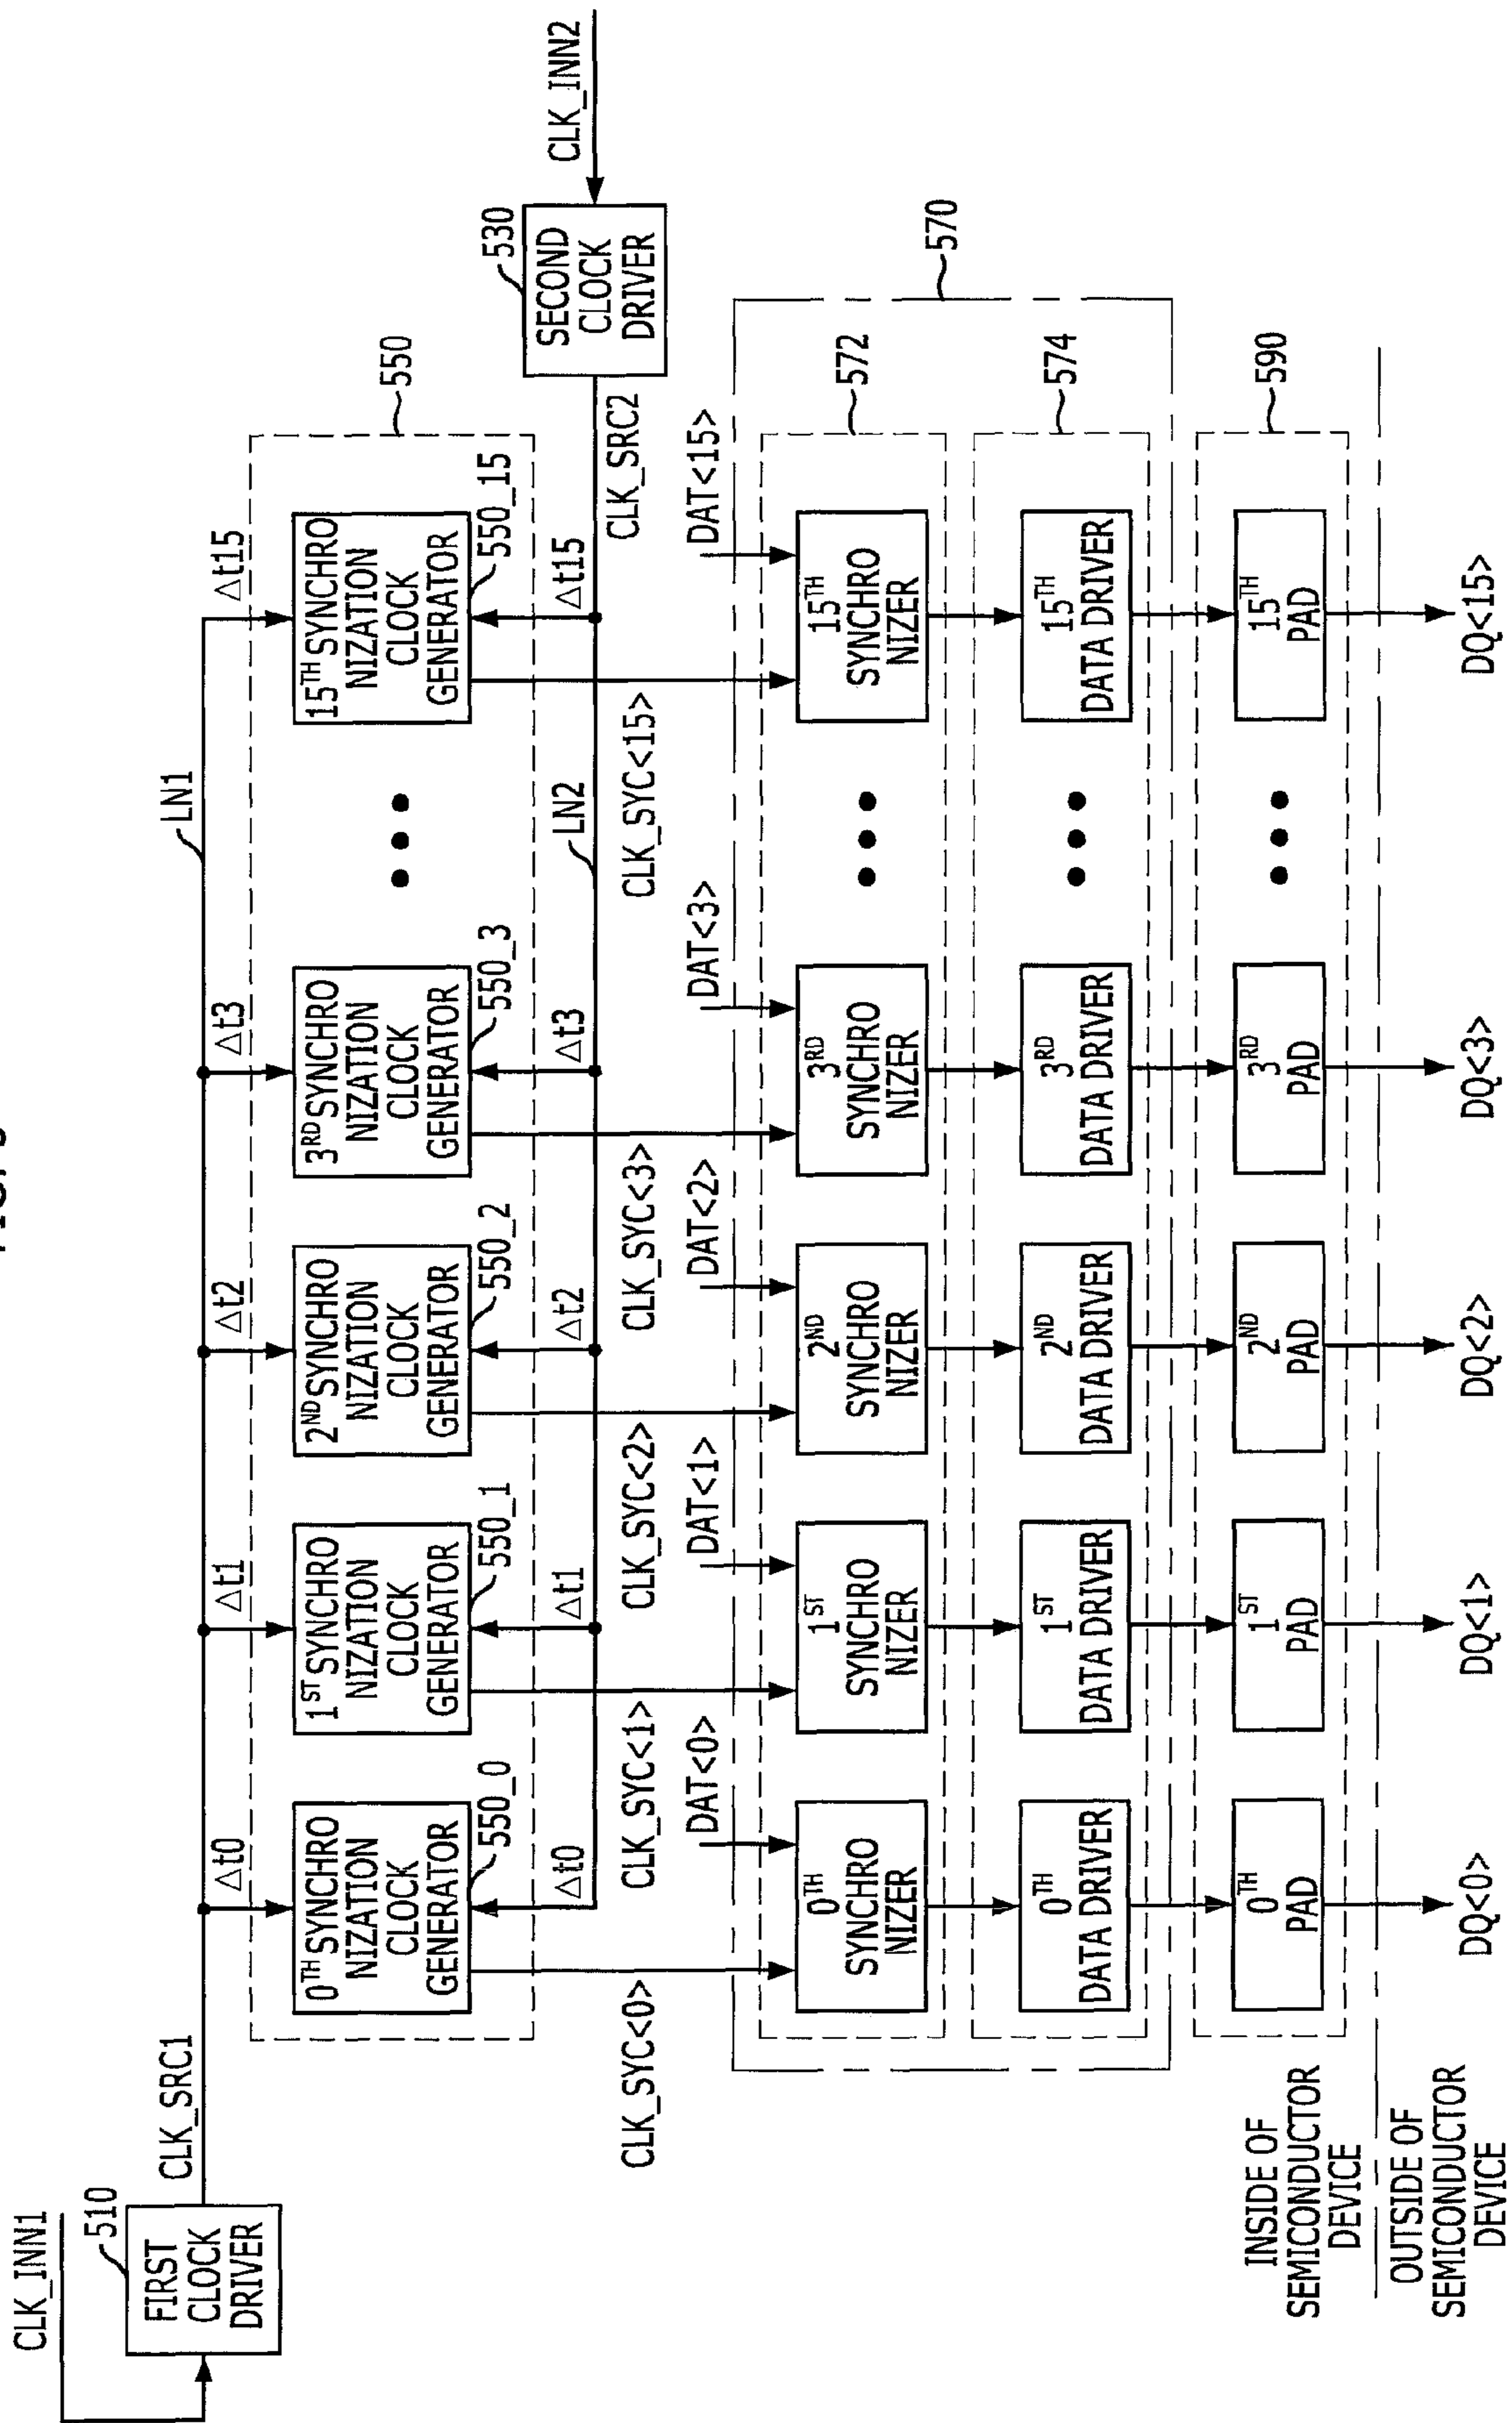 CLK_INN1
510
FIRST
CLOCK
DRIVER
CLK_SRC1
LN1
Δt0
Δt1
Δt2
Δt3
Δt15
550
0TH SYNCHRO
NIZATION
CLOCK
GENERATOR
550_0
1ST SYNCHRO
NIZATION
CLOCK
GENERATOR
550_1
2ND SYNCHRO
NIZATION
CLOCK
GENERATOR
550_2
3RD SYNCHRO
NIZATION
CLOCK
GENERATOR
550_3
15TH SYNCHRO
NIZATION
CLOCK
GENERATOR
550_15
Δt0
Δt1
Δt2
Δt3
Δt15
LN2
CLK_SRC2
530
SECOND
CLOCK
DRIVER
CLK_INN2
CLK_SYC<0>
CLK_SYC<1>
CLK_SYC<2>
CLK_SYC<3>
CLK_SYC<15>
DAT<0>
DAT<1>
DAT<2>
DAT<3>
DAT<15>
570
572
0TH
SYNCHRO
NIZER
1ST
SYNCHRO
NIZER
2ND
SYNCHRO
NIZER
3RD
SYNCHRO
NIZER
15TH
SYNCHRO
NIZER
574
0TH
DATA DRIVER
1ST
DATA DRIVER
2ND
DATA DRIVER
3RD
DATA DRIVER
15TH
DATA DRIVER
590
0TH
PAD
1ST
PAD
2ND
PAD
3RD
PAD
15TH
PAD
INSIDE OF
SEMICONDUCTOR
DEVICE
OUTSIDE OF
SEMICONDUCTOR
DEVICE
DQ<0>
DQ<1>
DQ<2>
DQ<3>
DQ<15>